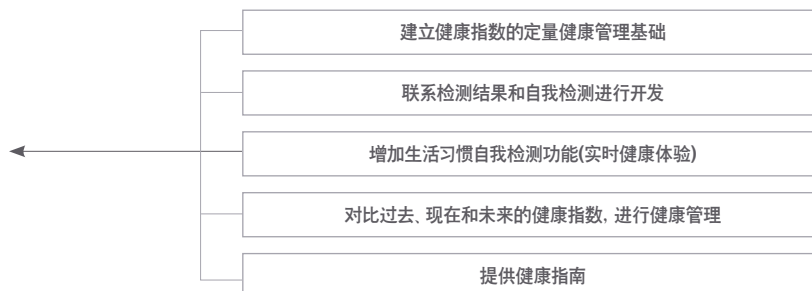 建立健康指数的定量健康管理基础
联系检测结果和自我检测进行开发
增加生活习惯自我检测功能(实时健康体验)
对比过去、现在和未来的健康指数, 进行健康管理
提供健康指南